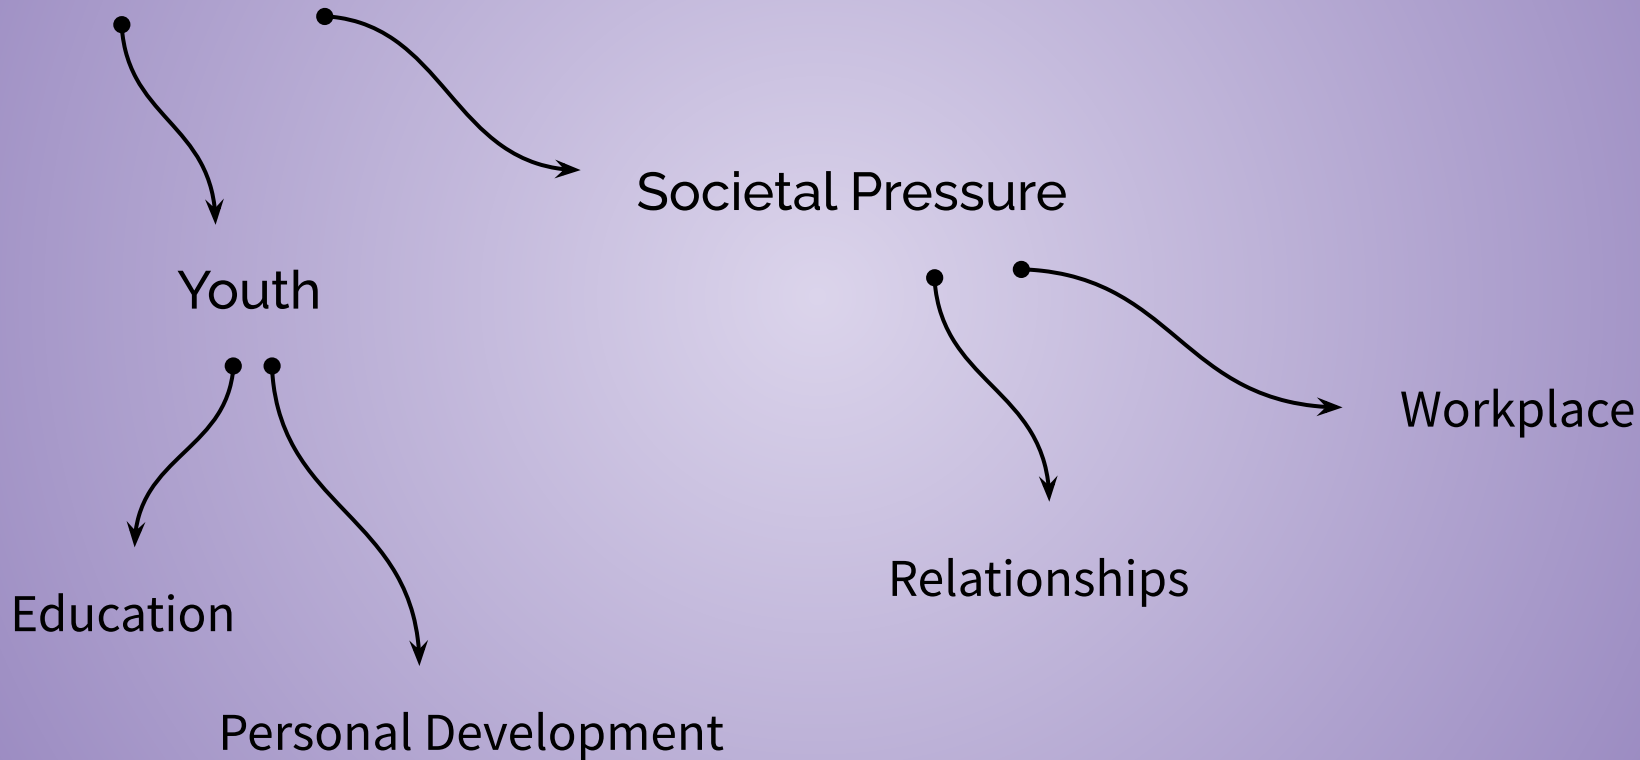 Societal Pressure
Youth
Workplace
Relationships
Education
Personal Development